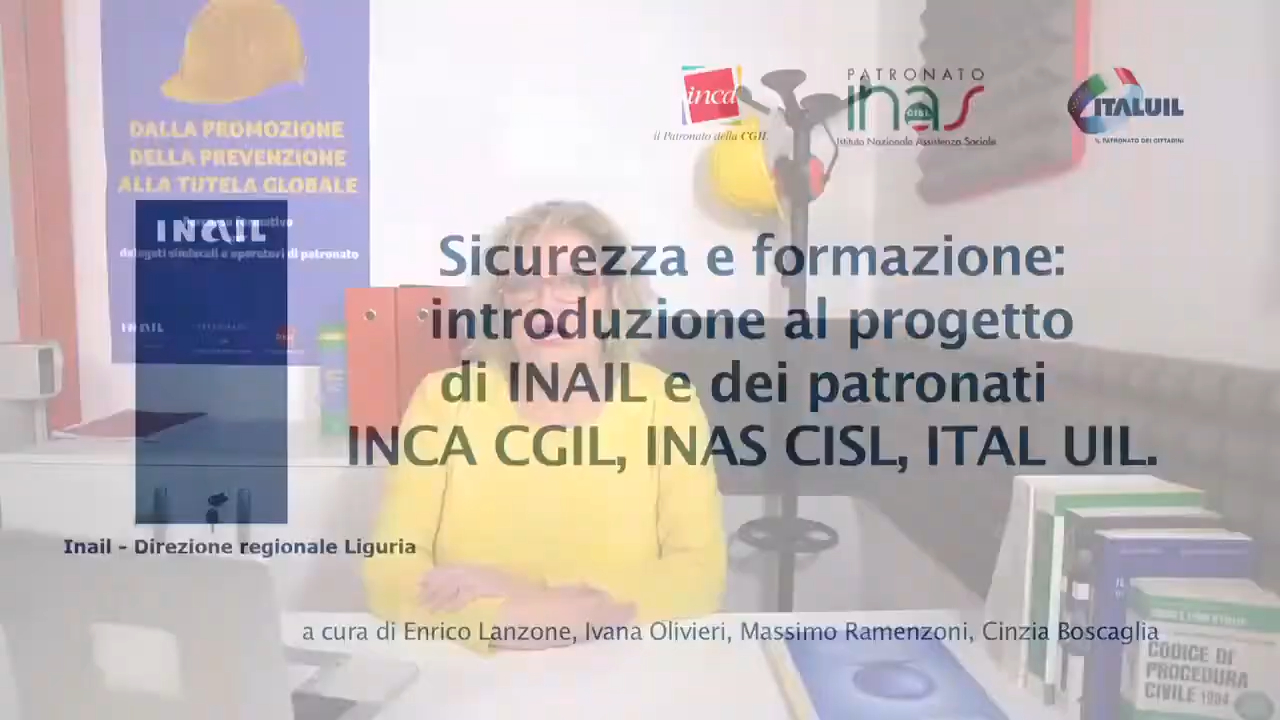 inca
il Patronato della CGIL
PATRONATO
inas
CISL
Istituto Nazionale Assistenza Sociale
ITALUIL
IL PATRONATO DEI CITTADINI
DALLA PROMOZIONE
DELLA PREVENZIONE
ALLA TUTELA GLOBALE
INAIL
delegati sindacali e operatori di patronato
INAIL
Sicurezza e formazione:
introduzione al progetto
di INAIL e dei patronati
INCA CGIL, INAS CISL, ITAL UIL.
Inail - Direzione regionale Liguria
a cura di Enrico Lanzone, Ivana Olivieri, Massimo Ramenzoni, Cinzia Boscaglia
CODICE DI
PROCEDURA
CIVILE 1994